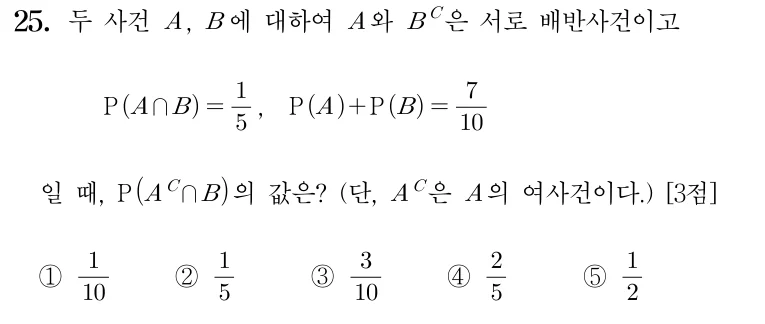 25. 두 사건 A, B에 대하여 A와 B^C은 서로 배반사건이고
P(A∩B)=1/5, P(A)+P(B)=7/10
일 때, P(A^C∩B)의 값은? (단, A^C은 A의 여사건이다.) [3점]
① 1/10 ② 1/5 ③ 3/10 ④ 2/5 ⑤ 1/2